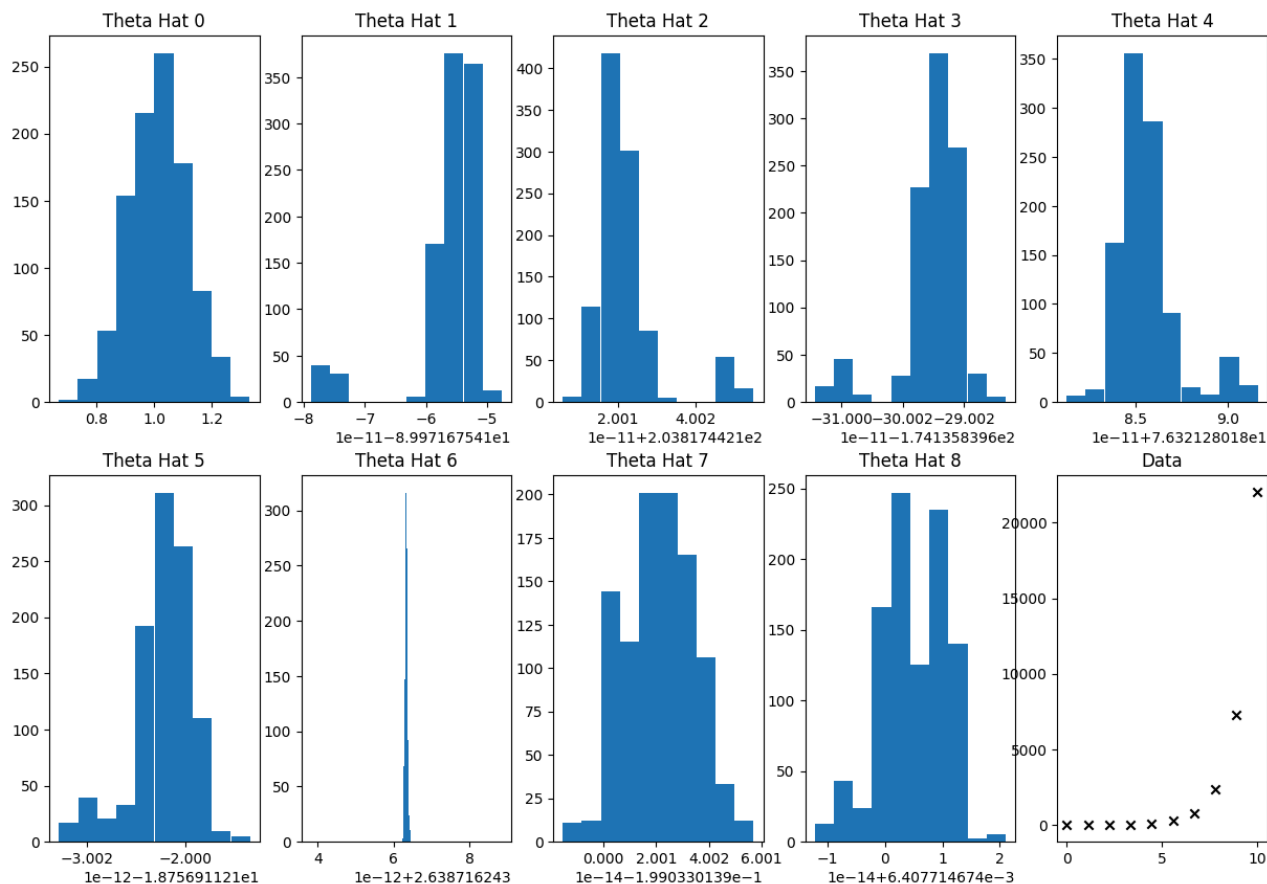 Theta Hat 0 Theta Hat 1 Theta Hat 2 Theta Hat 3 Theta Hat 4
250 350 400 350 350
200 300 350 300 300
150 250 300 250 250
100 200 250 200 200
50 150 200 150 150
0 100 150 100 100
50 100 50 50
0 50 0 0
0
0.8 1.0 1.2 −8 −7 −6 −5 2.001 4.002 −31.000 −30.002 −29.002 8.5 9.0
1e−11−8.997167541e1 1e−11+2.038174421e2 1e−11−1.741358396e2 1e−11+7.632128018e1
Theta Hat 5 Theta Hat 6 Theta Hat 7 Theta Hat 8 Data
300 300 200 250 20000
250 250 175 200 15000
200 200 150 150 10000
150 150 125 100 5000
100 100 100 50 0
50 50 75 0
0 0 50
25
0
−3.002 −2.000 4 6 8 0.000 2.001 4.002 6.001 −1 0 1 2 0 5 10
1e−12−1.875691121e1 1e−12+2.638716243 1e−14−1.990330139e−1 1e−14+6.407714674e−3